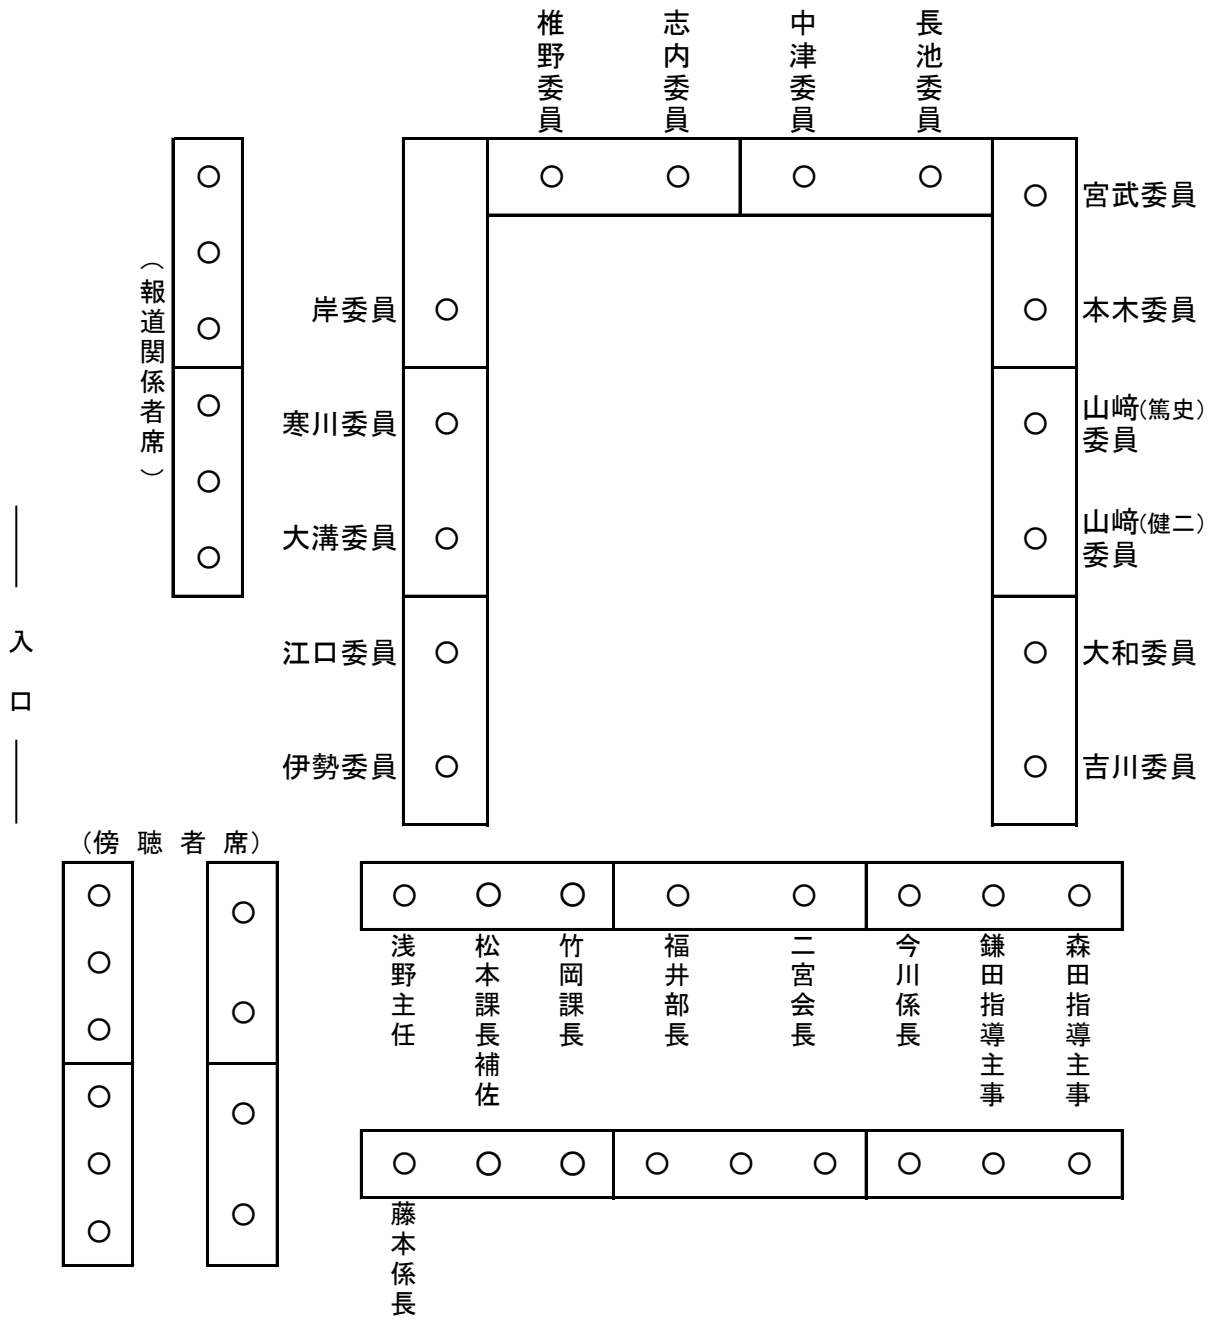 椎野委員
志内委員
中津委員
長池委員
宮武委員
本木委員
山﨑(篤史)
委員
山﨑(健二)
委員
大和委員
吉川委員
岸委員
寒川委員
大溝委員
江口委員
伊勢委員
（報道関係者席）
入口
（傍聴者席）
浅野主任
松本課長補佐
竹岡課長
福井部長
二宮会長
今川係長
鎌田指導主事
森田指導主事
藤本係長